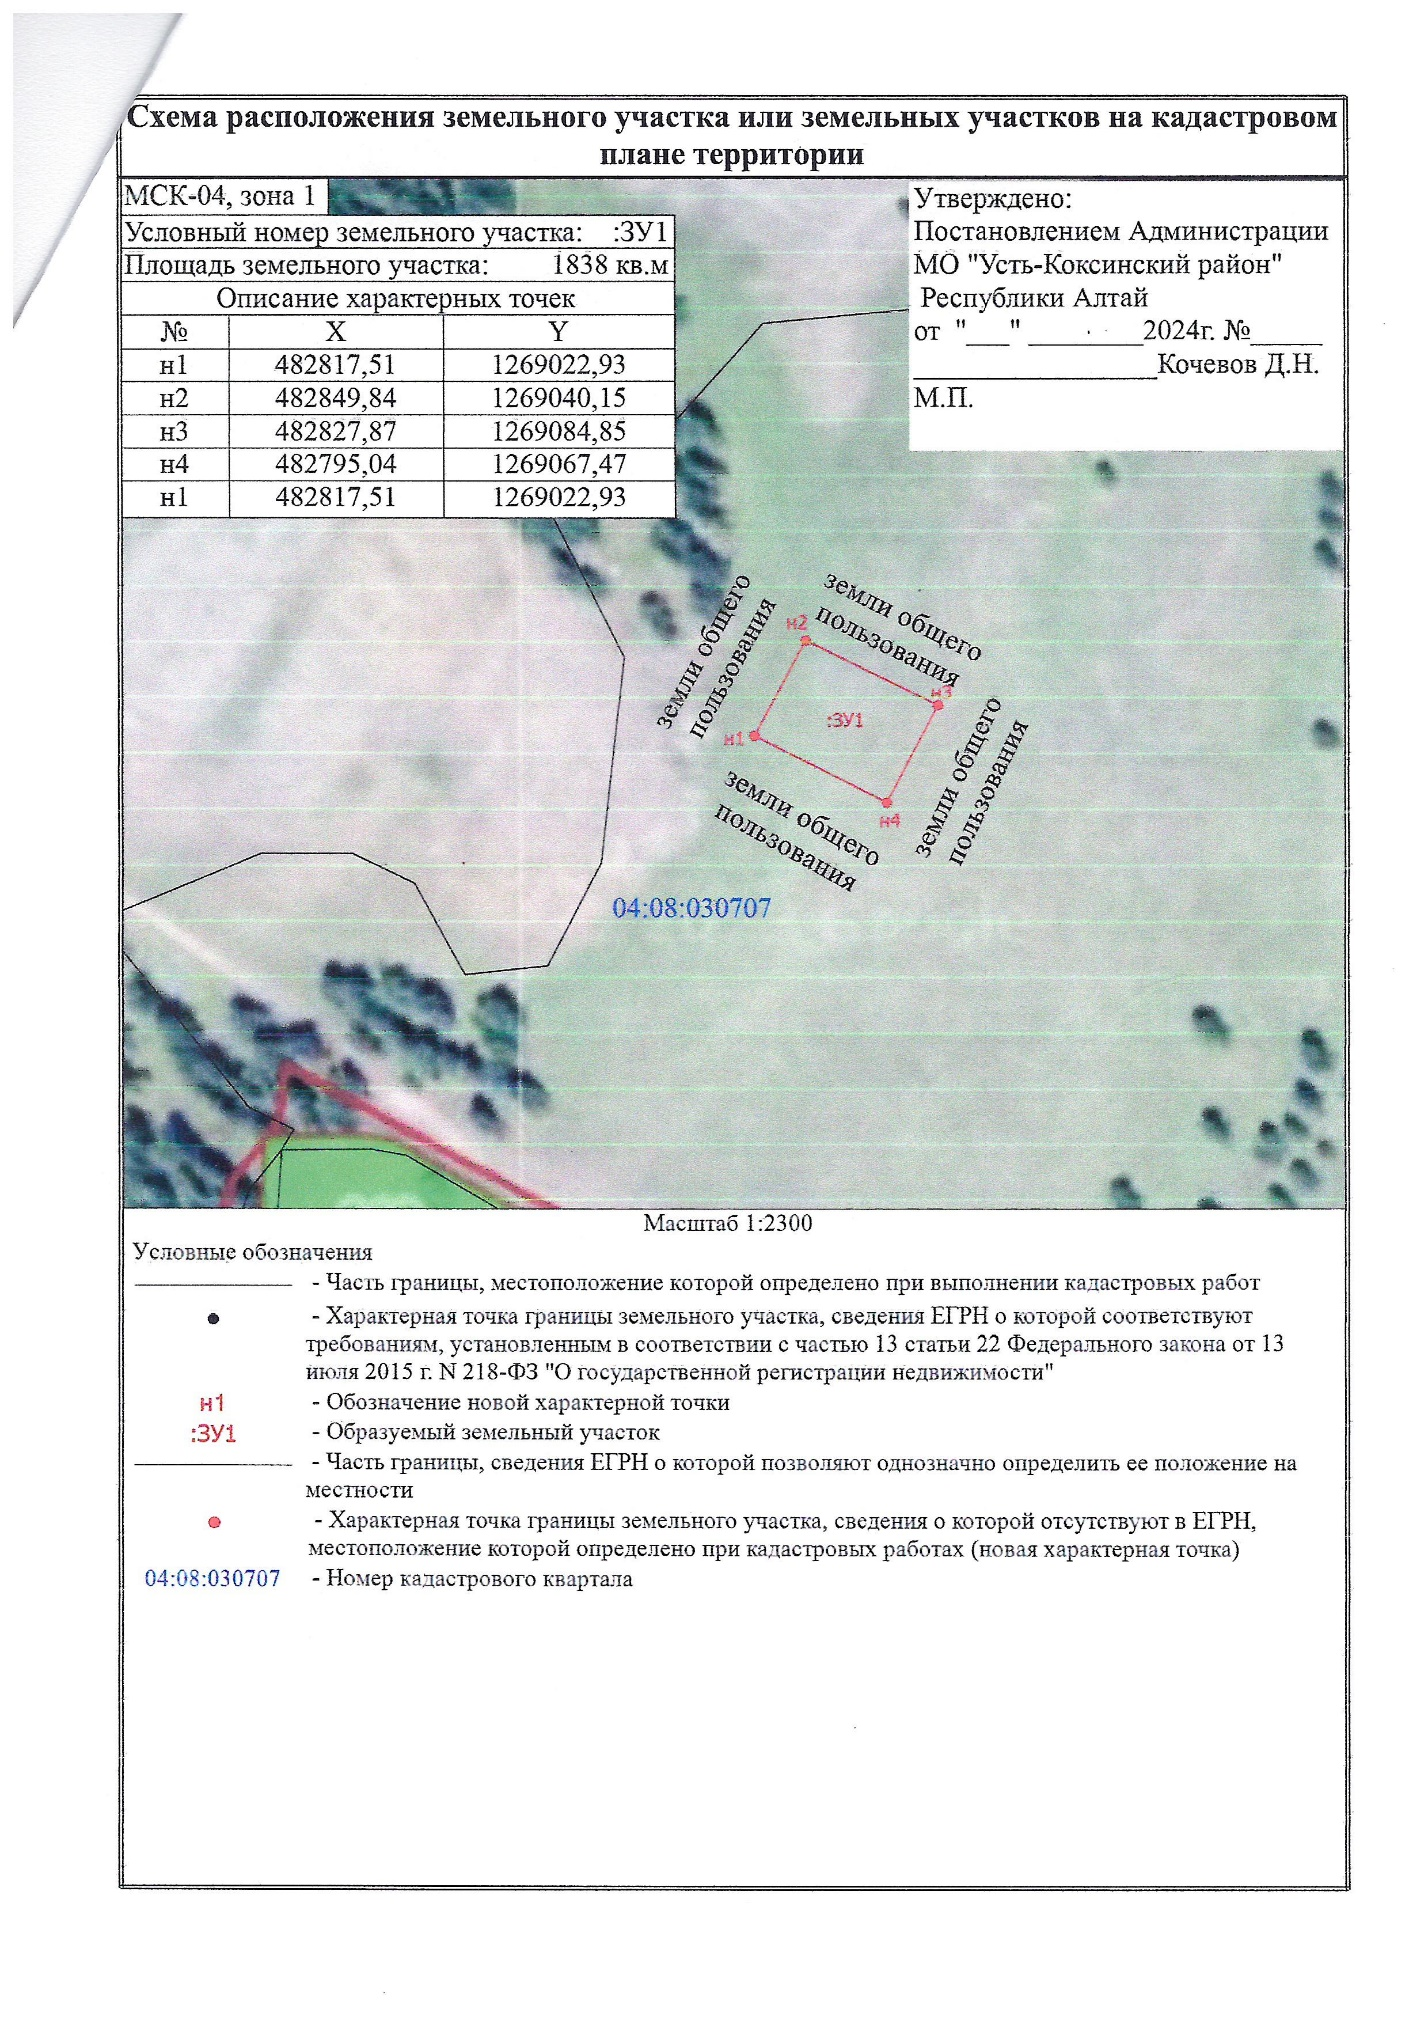 Схема расположения земельного участка или земельных участков на кадастровом
плане территории
МСК-04, зона 1
Условный номер земельного участка: :ЗУ1
Площадь земельного участка: 1838 кв.м
Описание характерных точек
№ X Y
н1 482817,51 1269022,93
н2 482849,84 1269040,15
н3 482827,87 1269084,85
н4 482795,04 1269067,47
н1 482817,51 1269022,93
Утверждено:
Постановлением Администрации
МО "Усть-Коксинский район"
Республики Алтай
от "___" ________2024г. №_____
_________________Кочевов Д.Н.
М.П.
земли общего
пользования
земли общего
пользования
н2
н3
:ЗУ1
н1
н4
земли общего
пользования
земли общего
пользования
04:08:030707
Масштаб 1:2300
Условные обозначения
- Часть границы, местоположение которой определено при выполнении кадастровых работ
- Характерная точка границы земельного участка, сведения ЕГРН о которой соответствуют
требованиям, установленным в соответствии с частью 13 статьи 22 Федерального закона от 13
июля 2015 г. N 218-ФЗ "О государственной регистрации недвижимости"
н1 - Обозначение новой характерной точки
:ЗУ1 - Образуемый земельный участок
- Часть границы, сведения ЕГРН о которой позволяют однозначно определить ее положение на
местности
- Характерная точка границы земельного участка, сведения о которой отсутствуют в ЕГРН,
местоположение которой определено при кадастровых работах (новая характерная точка)
04:08:030707 - Номер кадастрового квартала